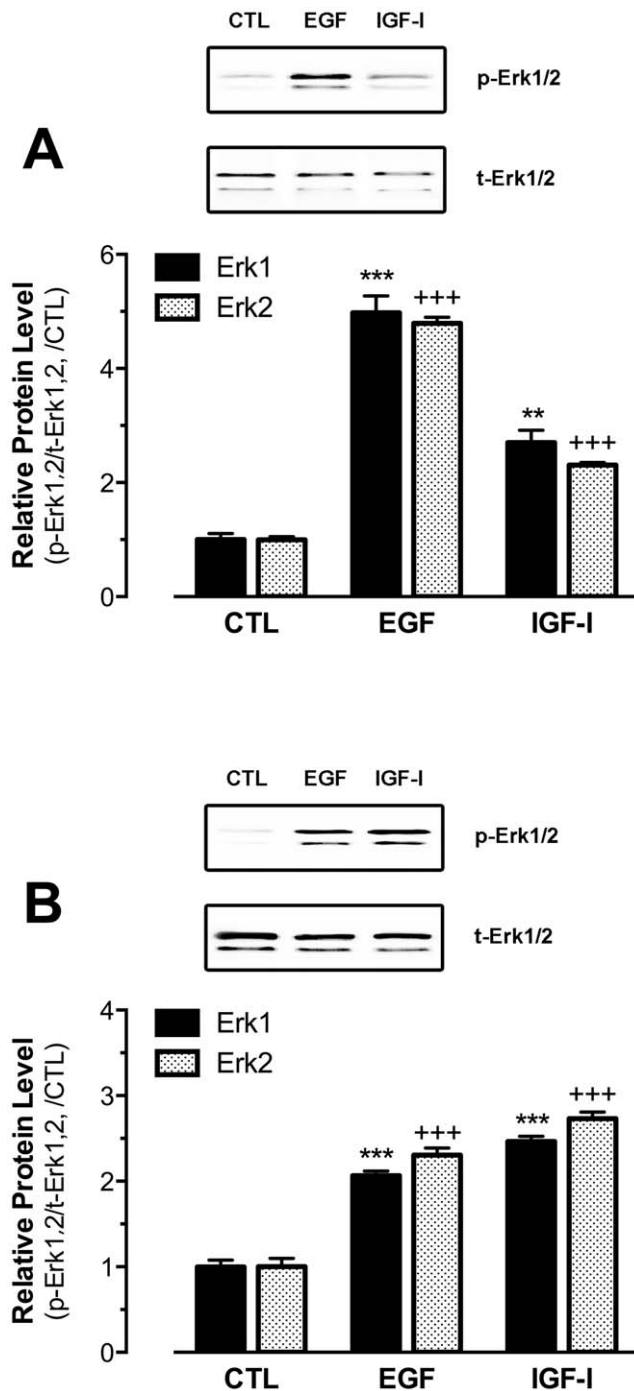 CTL EGF IGF-I
p-Erk1/2
A
t-Erk1/2
6
4
2
0
Relative Protein Level
(p-Erk1,2/t-Erk1,2, /CTL)
Erk1
Erk2
***
+++
**
+++
CTL EGF IGF-I
CTL EGF IGF-I
p-Erk1/2
B
t-Erk1/2
4
3
2
1
0
Relative Protein Level
(p-Erk1,2/t-Erk1,2, /CTL)
Erk1
Erk2
***
+++
***
+++
CTL EGF IGF-I